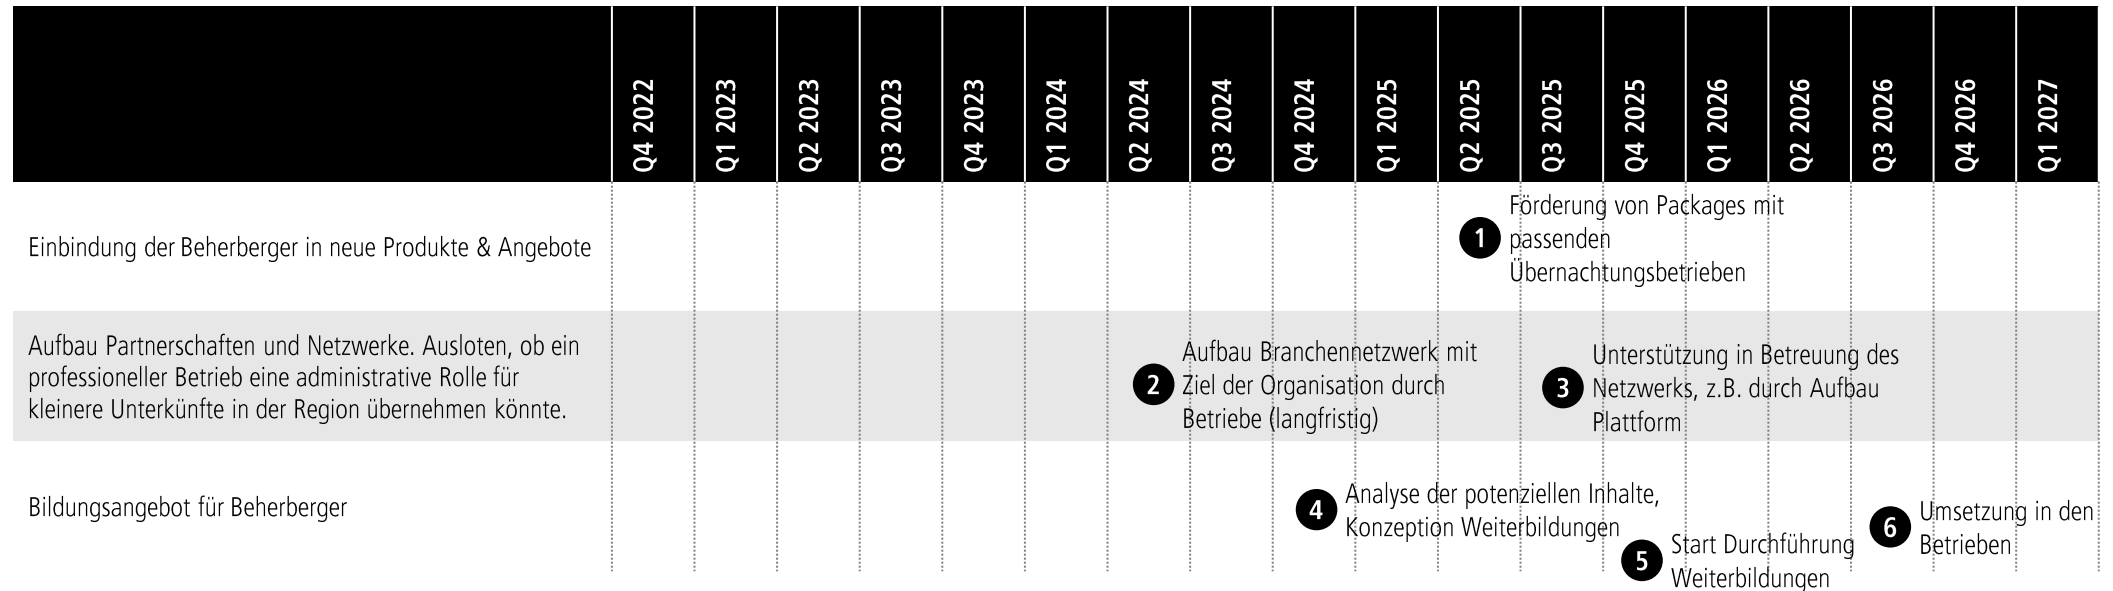 Q4 2022
Q1 2023
Q2 2023
Q3 2023
Q4 2023
Q1 2024
Q2 2024
Q3 2024
Q4 2024
Q1 2025
Q2 2025
Q3 2025
Q4 2025
Q1 2026
Q2 2026
Q3 2026
Q4 2026
Q1 2027
Einbindung der Beherberger in neue Produkte & Angebote
1
Förderung von Packages mit
passenden
Übernachtungsbetrieben
Aufbau Partnerschaften und Netzwerke. Ausloten, ob ein
professioneller Betrieb eine administrative Rolle für
kleinere Unterkünfte in der Region übernehmen könnte.
2
Aufbau Branchennetzwerk mit
Ziel der Organisation durch
Betriebe (langfristig)
3
Unterstützung in Betreuung des
Netzwerks, z.B. durch Aufbau
Plattform
Bildungsangebot für Beherberger
4
Analyse der potenziellen Inhalte,
Konzeption Weiterbildungen
5
Start Durchführung
Weiterbildungen
6
Umsetzung in den
Betrieben